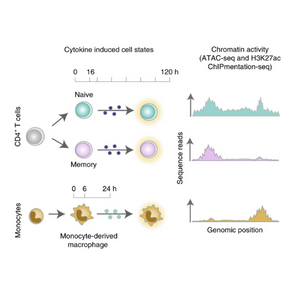 Cytokine induced cell states
Chromatin activity
(ATAC-seq and H3K27ac
ChIPmentation-seq)
0 16 120 h
Naive
CD4⁺ T cells
Memory
Sequence reads
0 6 24 h
Monocytes
Monocyte-derived
macrophage
Genomic position